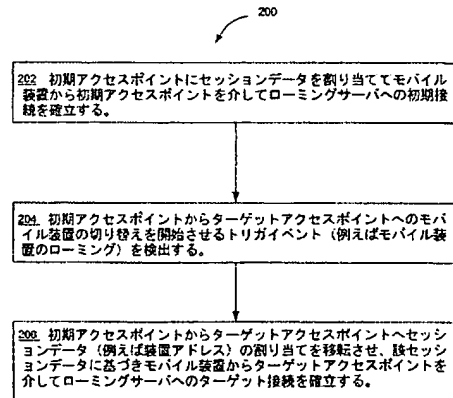 200
202 初期アクセスポイントにセッションデータを割り当ててモバイル
装置から初期アクセスポイントを介してローミングサーバへの初期接
続を確立する。
204 初期アクセスポイントからターゲットアクセスポイントへのモバ
イル装置の切り替えを開始させるトリガイベント（例えばモバイル装
置のローミング）を検出する。
206 初期アクセスポイントからターゲットアクセスポイントへセッシ
ョンデータ（例えば装置アドレス）の割り当てを移転させ、該セッシ
ョンデータに基づきモバイル装置からターゲットアクセスポイントを
介してローミングサーバへのターゲット接続を確立する。